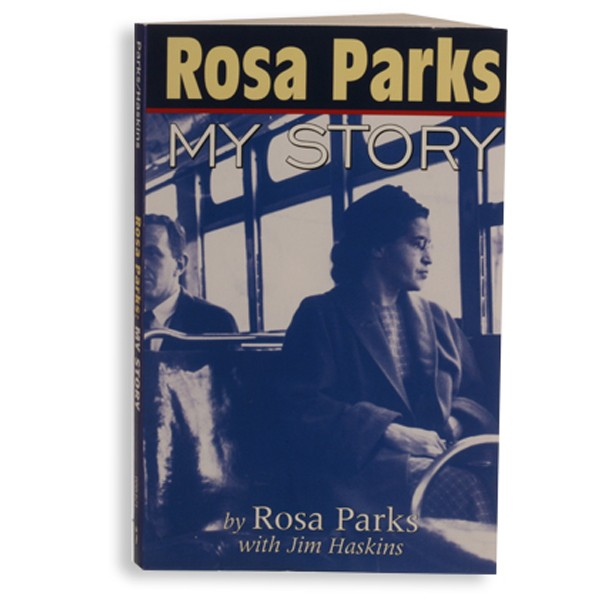 Rosa Parks
MY STORY
by Rosa Parks
with Jim Haskins
Parks/Haskins
Rosa Parks: MY STORY